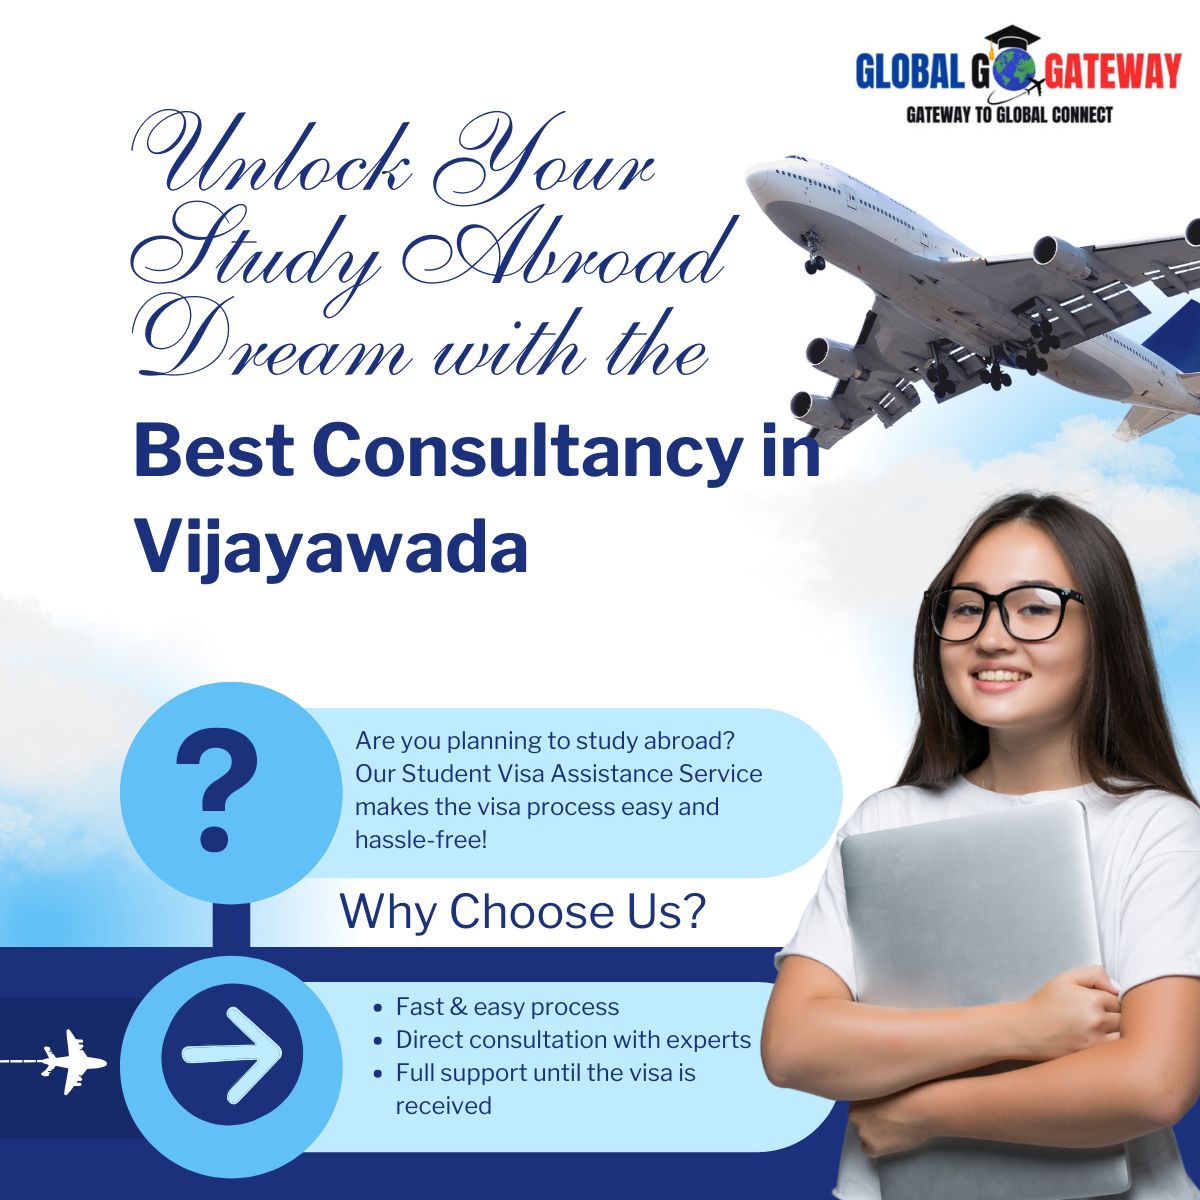 GLOBAL GO GATEWAY
GATEWAY TO GLOBAL CONNECT
Unlock Your
Study Abroad
Dream with the
Best Consultancy in
Vijayawada
?
Are you planning to study abroad?
Our Student Visa Assistance Service
makes the visa process easy and
hassle-free!
Why Choose Us?
• Fast & easy process
• Direct consultation with experts
• Full support until the visa is
received